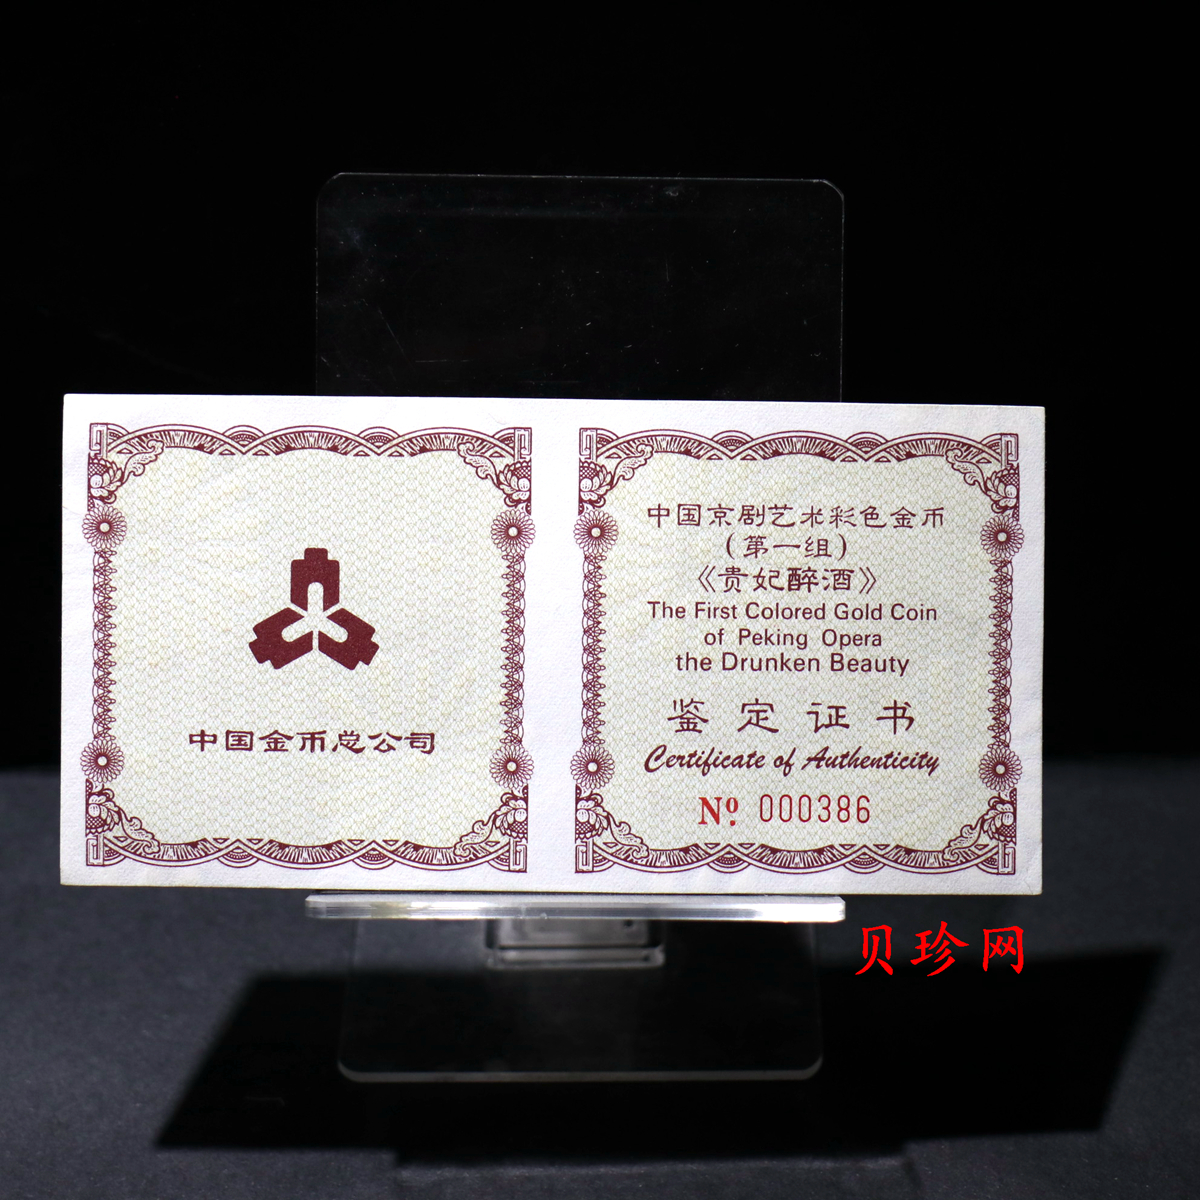 中国金币总公司
中国京剧艺术彩色金币
(第一组)
《贵妃醉酒》
The First Colored Gold Coin
of Peking Opera
the Drunken Beauty
鉴定证书
Certificate of Authenticity
Nº 000386
贝珍网